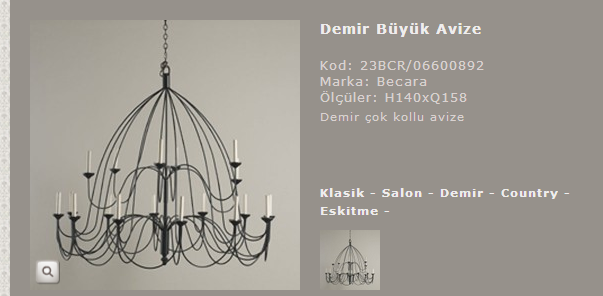 Demir Büyük Avize
Kod: 23BCR/06600892
Marka: Becara
Ölçüler: H140xQ158
Demir çok kollu avize
Klasik - Salon - Demir - Country -
Eskitme -